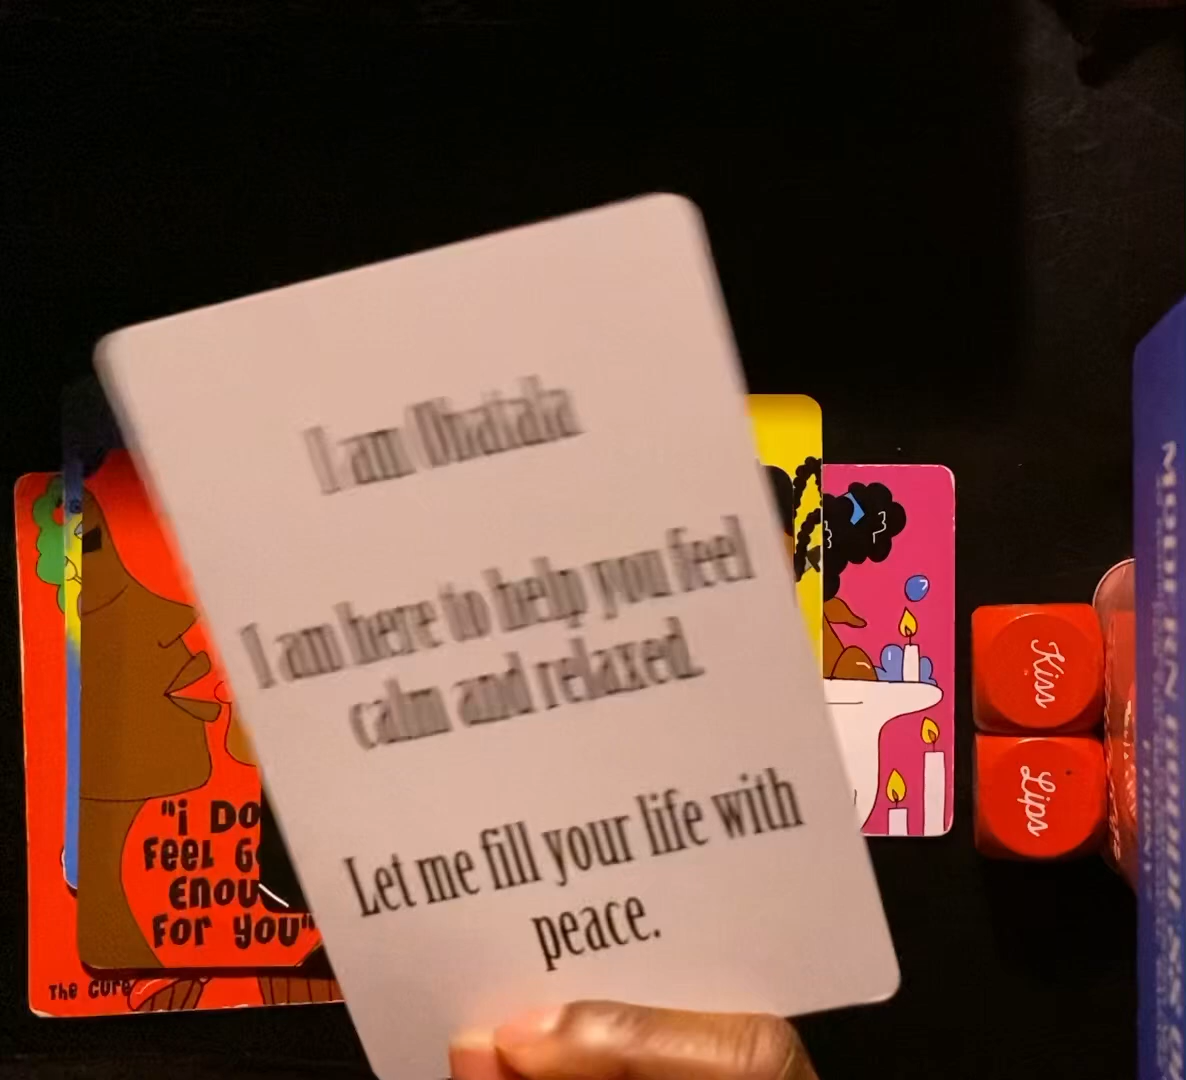 I am Obatala
I am here to help you feel
calm and relaxed.
Let me fill your life with
peace.
"i Do
FEEL
ENOU
FOR YOU"
The Cure
Kiss
Lips
MODERN